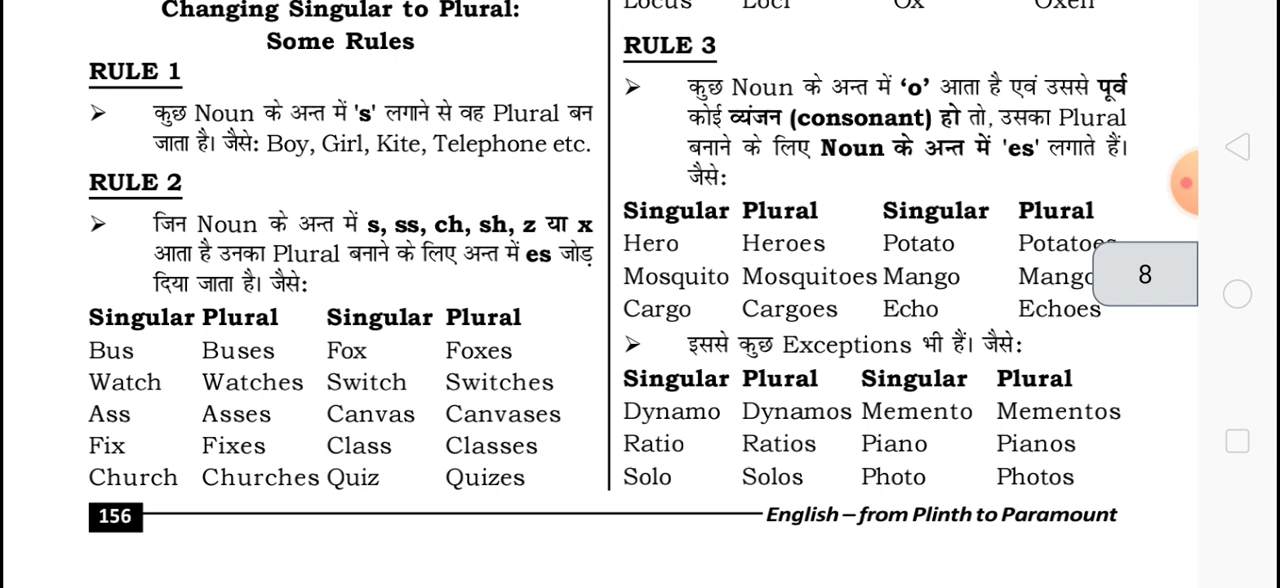 Changing Singular to Plural:
Some Rules
RULE 1
➢ कुछ Noun के अन्त में 's' लगाने से वह Plural बन
जाता है। जैसे: Boy, Girl, Kite, Telephone etc.
RULE 2
➢ जिन Noun के अन्त में s, ss, ch, sh, z या x
आता है उनका Plural बनाने के लिए अन्त में es जोड़
दिया जाता है। जैसे:
Singular Plural Singular Plural
Bus Buses Fox Foxes
Watch Watches Switch Switches
Ass Asses Canvas Canvases
Fix Fixes Class Classes
Church Churches Quiz Quizes
Locus Loci Ox Oxen
RULE 3
➢ कुछ Noun के अन्त में ‘o’ आता है एवं उससे पूर्व
कोई व्यंजन (consonant) हो तो, उसका Plural
बनाने के लिए Noun के अन्त में 'es' लगाते हैं।
जैसे:
Singular Plural Singular Plural
Hero Heroes Potato Potatoes
Mosquito Mosquitoes Mango
Cargo Cargoes Echo Echoes
➢ इससे कुछ Exceptions भी हैं। जैसे:
Singular Plural Singular Plural
Dynamo Dynamos Memento Mementos
Ratio Ratios Piano Pianos
Solo Solos Photo Photos
8
156
English – from Plinth to Paramount